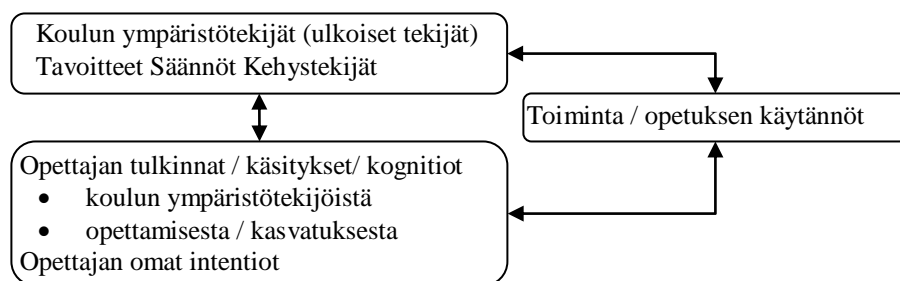 Koulun ympäristötekijät (ulkoiset tekijät)
Tavoitteet Säännöt Kehystekijät
Toiminta / opetuksen käytännöt
Opettajan tulkinnat / käsitykset/ kognitiot
• koulun ympäristötekijöistä
• opettamisesta / kasvatuksesta
Opettajan omat intentiot